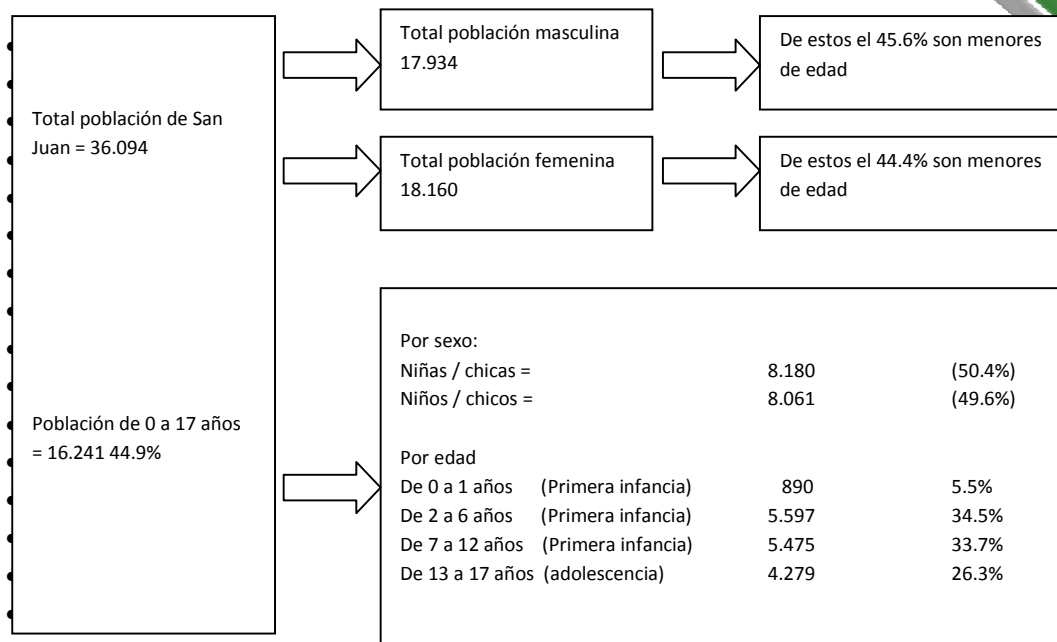 Total población de San
Juan = 36.094
Población de 0 a 17 años
= 16.241 44.9%
Total población masculina
17.934
De estos el 45.6% son menores
de edad
Total población femenina
18.160
De estos el 44.4% son menores
de edad
Por sexo:
Niñas / chicas = 8.180 (50.4%)
Niños / chicos = 8.061 (49.6%)
Por edad
De 0 a 1 años (Primera infancia) 890 5.5%
De 2 a 6 años (Primera infancia) 5.597 34.5%
De 7 a 12 años (Primera infancia) 5.475 33.7%
De 13 a 17 años (adolescencia) 4.279 26.3%